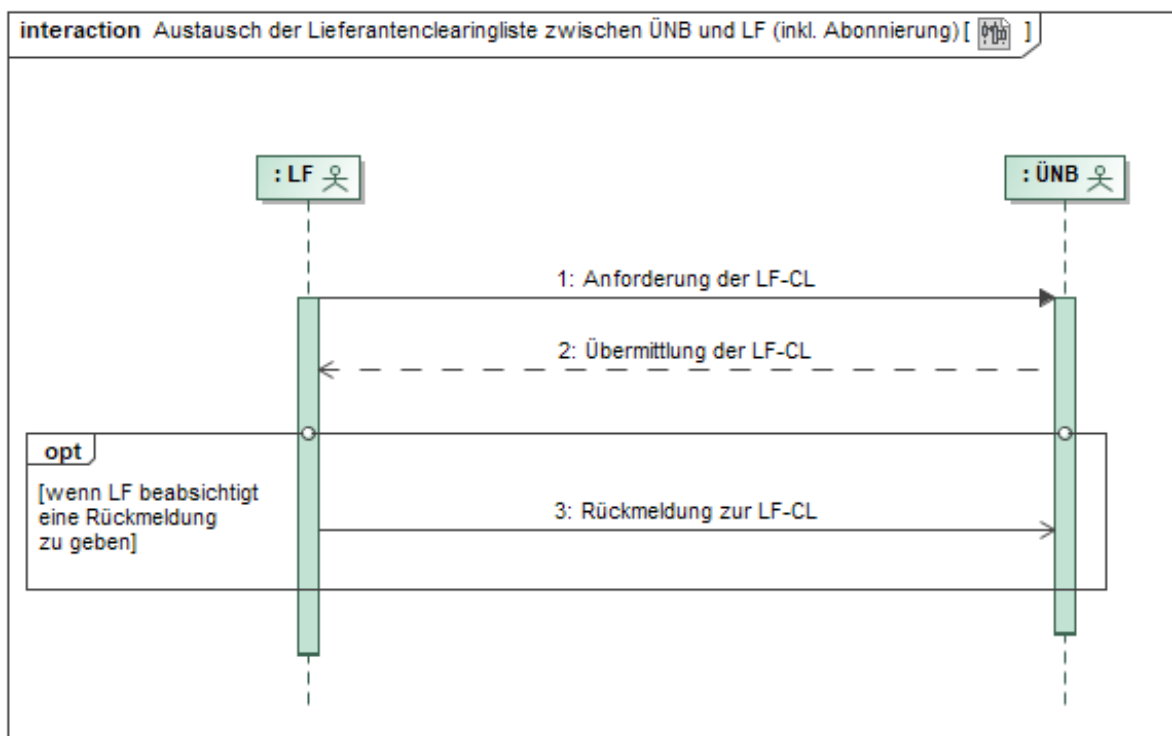 interaction Austausch der Lieferantenclearingliste zwischen ÜNB und LF (inkl. Abonnierung) [ ]
: LF
: ÜNB
1: Anforderung der LF-CL
2: Übermittlung der LF-CL
opt
[wenn LF beabsichtigt
eine Rückmeldung
zu geben]
3: Rückmeldung zur LF-CL